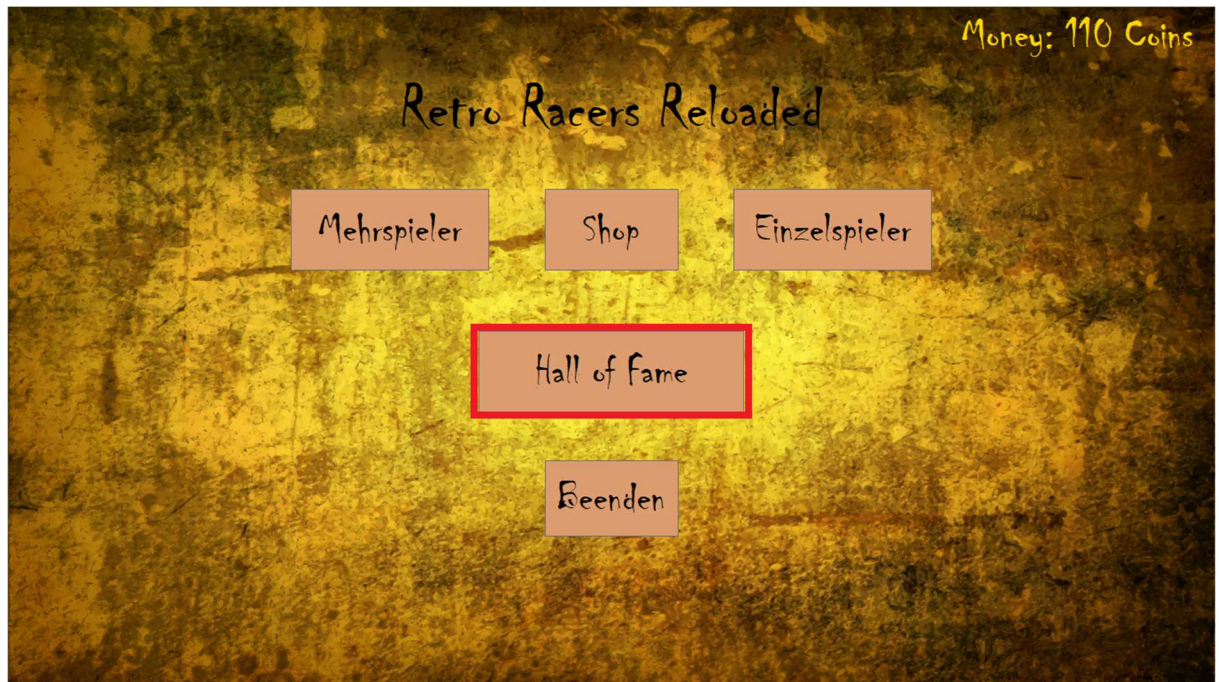 Money: 110 Coins
Retro Racers Reloaded
Mehrspieler
Shop
Einzelspieler
Hall of Fame
Beenden